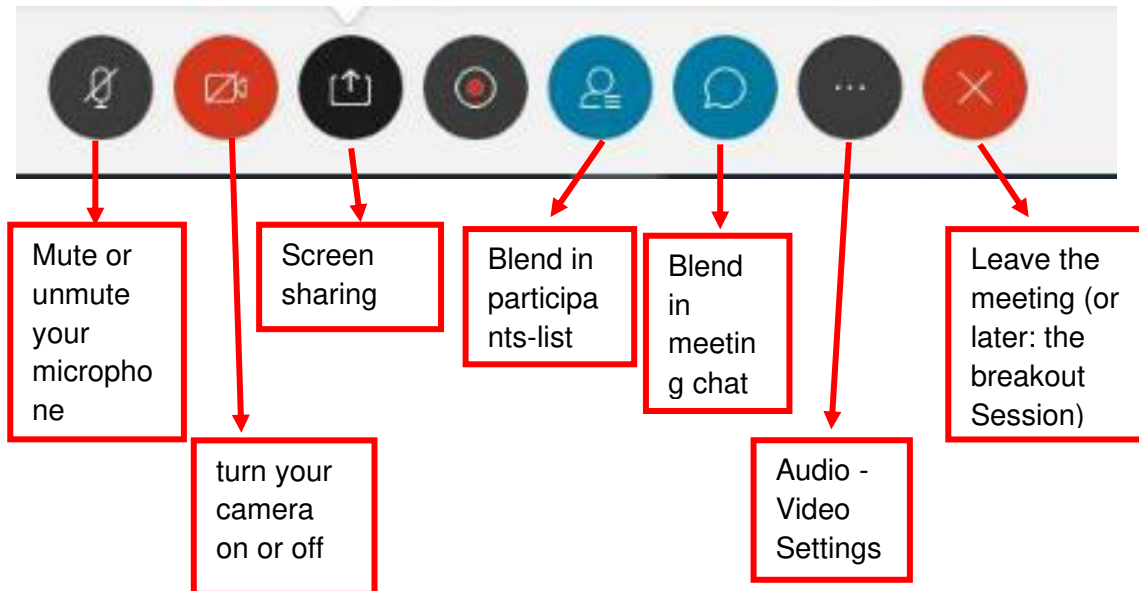 Mute or
unmute
your
micropho
ne
turn your
camera
on or off
Screen
sharing
Blend in
participa
nts-list
Blend
in
meetin
g chat
Audio -
Video
Settings
Leave the
meeting (or
later: the
breakout
Session)